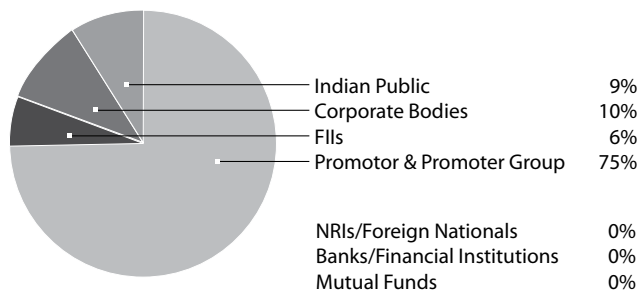 Indian Public 9%
Corporate Bodies 10%
FIIs 6%
Promotor & Promoter Group 75%
NRIs/Foreign Nationals 0%
Banks/Financial Institutions 0%
Mutual Funds 0%